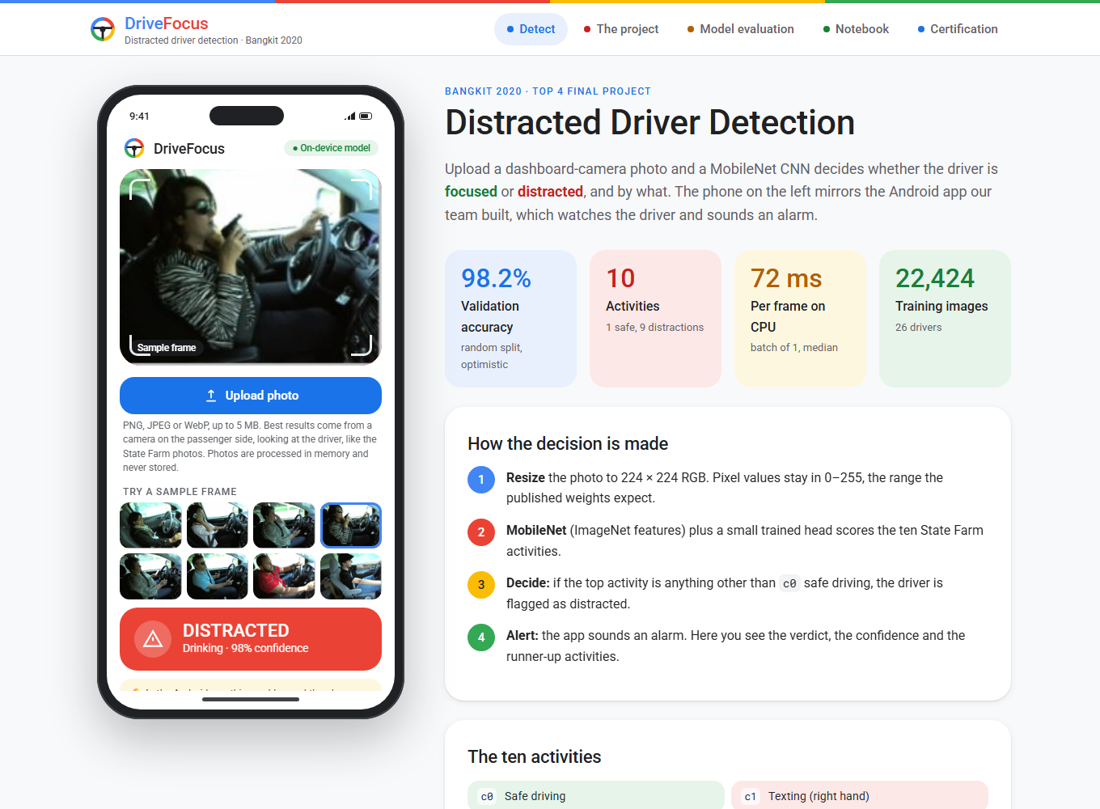 DriveFocus
Distracted driver detection · Bangkit 2020
Detect
The project
Model evaluation
Notebook
Certification
9:41
DriveFocus
On-device model
Sample frame
Upload photo
PNG, JPEG or WebP, up to 5 MB. Best results come from a
camera on the passenger side, looking at the driver, like the
State Farm photos. Photos are processed in memory and
never stored.
TRY A SAMPLE FRAME
DISTRACTED
Drinking · 98% confidence
BANGKIT 2020 · TOP 4 FINAL PROJECT
Distracted Driver Detection
Upload a dashboard-camera photo and a MobileNet CNN decides whether the driver is
focused or distracted, and by what. The phone on the left mirrors the Android app our
team built, which watches the driver and sounds an alarm.
98.2%
Validation
accuracy
random split,
optimistic
10
Activities
1 safe, 9 distractions
72 ms
Per frame on
CPU
batch of 1, median
22,424
Training images
26 drivers
How the decision is made
1
Resize the photo to 224 × 224 RGB. Pixel values stay in 0–255, the range the
published weights expect.
2
MobileNet (ImageNet features) plus a small trained head scores the ten State Farm
activities.
3
Decide: if the top activity is anything other than c0 safe driving, the driver is
flagged as distracted.
4
Alert: the app sounds an alarm. Here you see the verdict, the confidence and the
runner-up activities.
The ten activities
c0 Safe driving
c1 Texting (right hand)